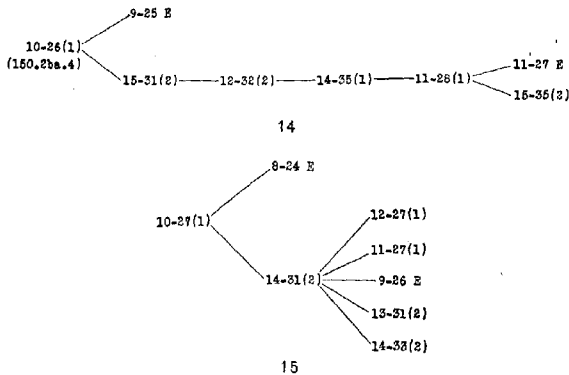 9-25 E
10-26(1)
(150.2ba.4)
15-31(2) 12-32(2) 14-35(1) 11-28(1)
11-27 E
15-35(2)
14
8-24 E
10-27(1)
14-31(2)
12-27(1)
11-27(1)
9-26 E
13-31(2)
14-33(2)
15